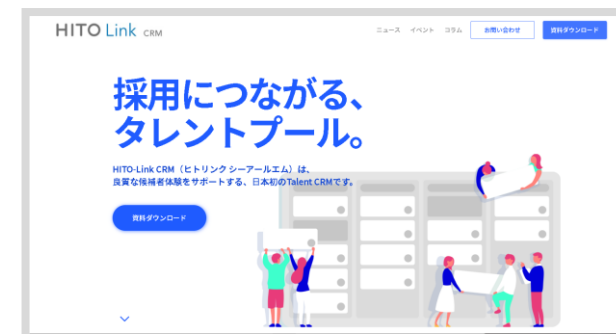 HITO Link CRM
ニュース イベント コラム お問い合わせ 資料ダウンロード
採用につながる、
タレントプール。
HITO-Link CRM（ヒトリンク シーアールエム）は、
良質な候補者体験をサポートする、日本初のTalent CRMです。
資料ダウンロード